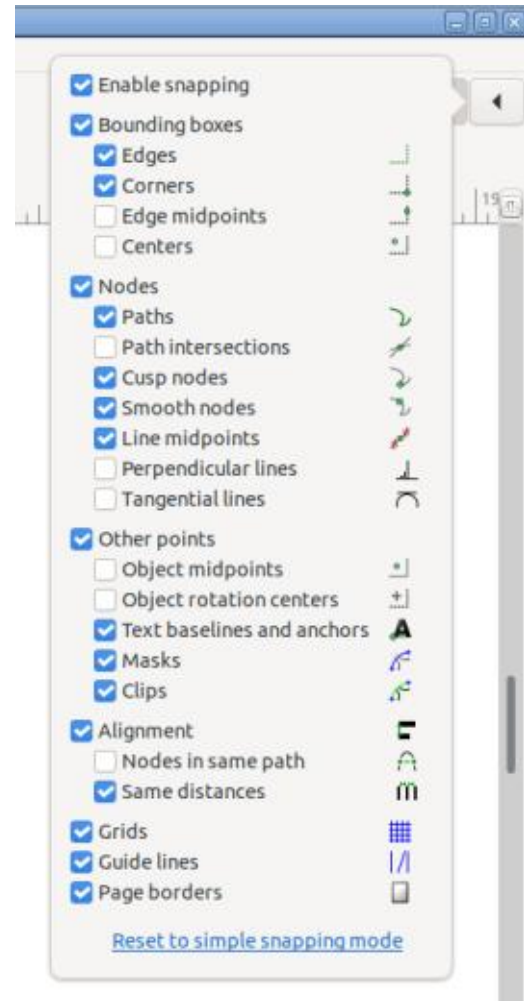 Enable snapping
Bounding boxes
Edges
Corners
19
Edge midpoints
Centers
Nodes
Paths
Path intersections
Cusp nodes
Smooth nodes
Line midpoints
Perpendicular lines
Tangential lines
Other points
Object midpoints
Object rotation centers
Text baselines and anchors
Masks
Clips
Alignment
Nodes in same path
Same distances
Grids
Guide lines
Page borders
Reset to simple snapping mode